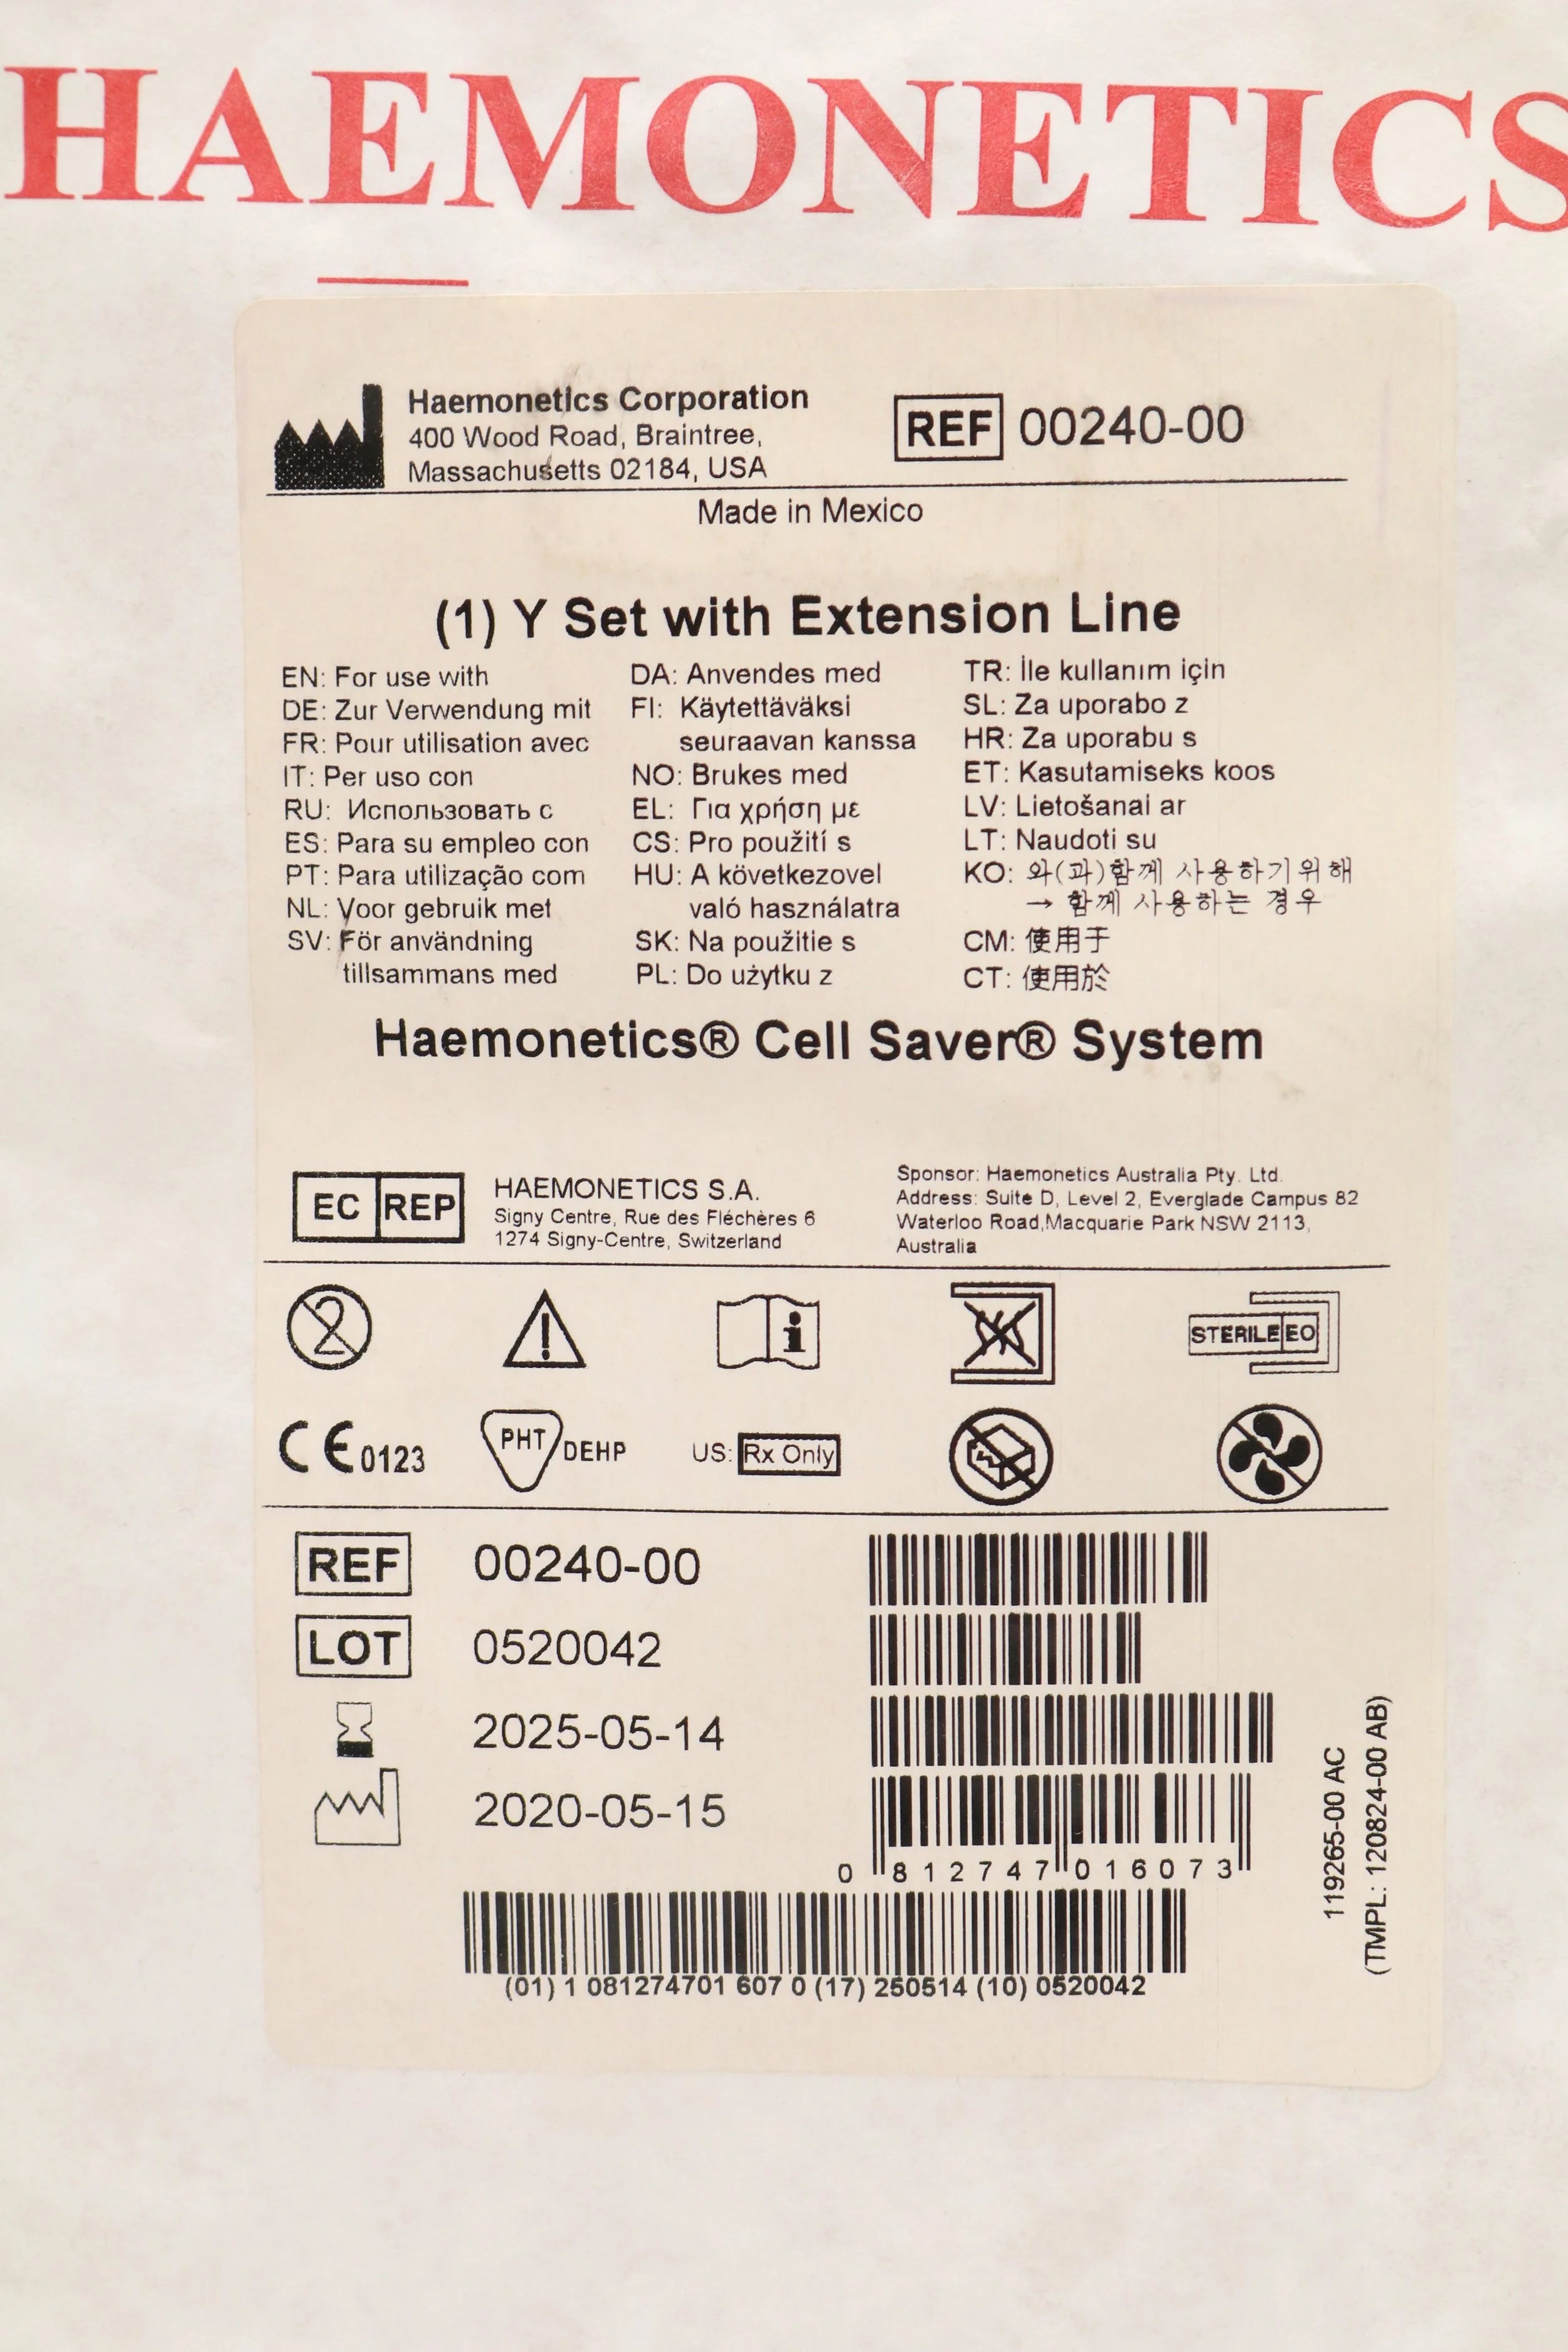 HAEMONETICS
Haemonetics Corporation
400 Wood Road, Braintree,
Massachusetts 02184, USA
REF 00240-00
Made in Mexico
(1) Y Set with Extension Line
EN: For use with
DE: Zur Verwendung mit
FR: Pour utilisation avec
IT: Per uso con
RU: Использовать с
ES: Para su empleo con
PT: Para utilização com
NL: Voor gebruik met
SV: För användning
tillsammans med
DA: Anvendes med
FI: Käytettäväksi
seuraavan kanssa
NO: Brukes med
EL: Για χρήση με
CS: Pro použití s
HU: A következovel
való használatra
SK: Na použitie s
PL: Do użytku z
TR: İle kullanım için
SL: Za uporabo z
HR: Za uporabu s
ET: Kasutamiseks koos
LV: Lietošanai ar
LT: Naudoti su
KO: 와(과)함께 사용하기위해
→ 함께 사용하는 경우
CM: 使用于
CT: 使用於
Haemonetics® Cell Saver® System
EC REP
HAEMONETICS S.A.
Signy Centre, Rue des Fléchères 6
1274 Signy-Centre, Switzerland
Sponsor: Haemonetics Australia Pty. Ltd.
Address: Suite D, Level 2, Everglade Campus 82
Waterloo Road,Macquarie Park NSW 2113,
Australia
2
STERILE EO
CE 0123
PHT DEHP
US: Rx Only
REF 00240-00
LOT 0520042
2025-05-14
2020-05-15
0 812747 016073
(01) 1 081274701 607 0 (17) 250514 (10) 0520042
119265-00 AC
(TMPL: 120824-00 AB)